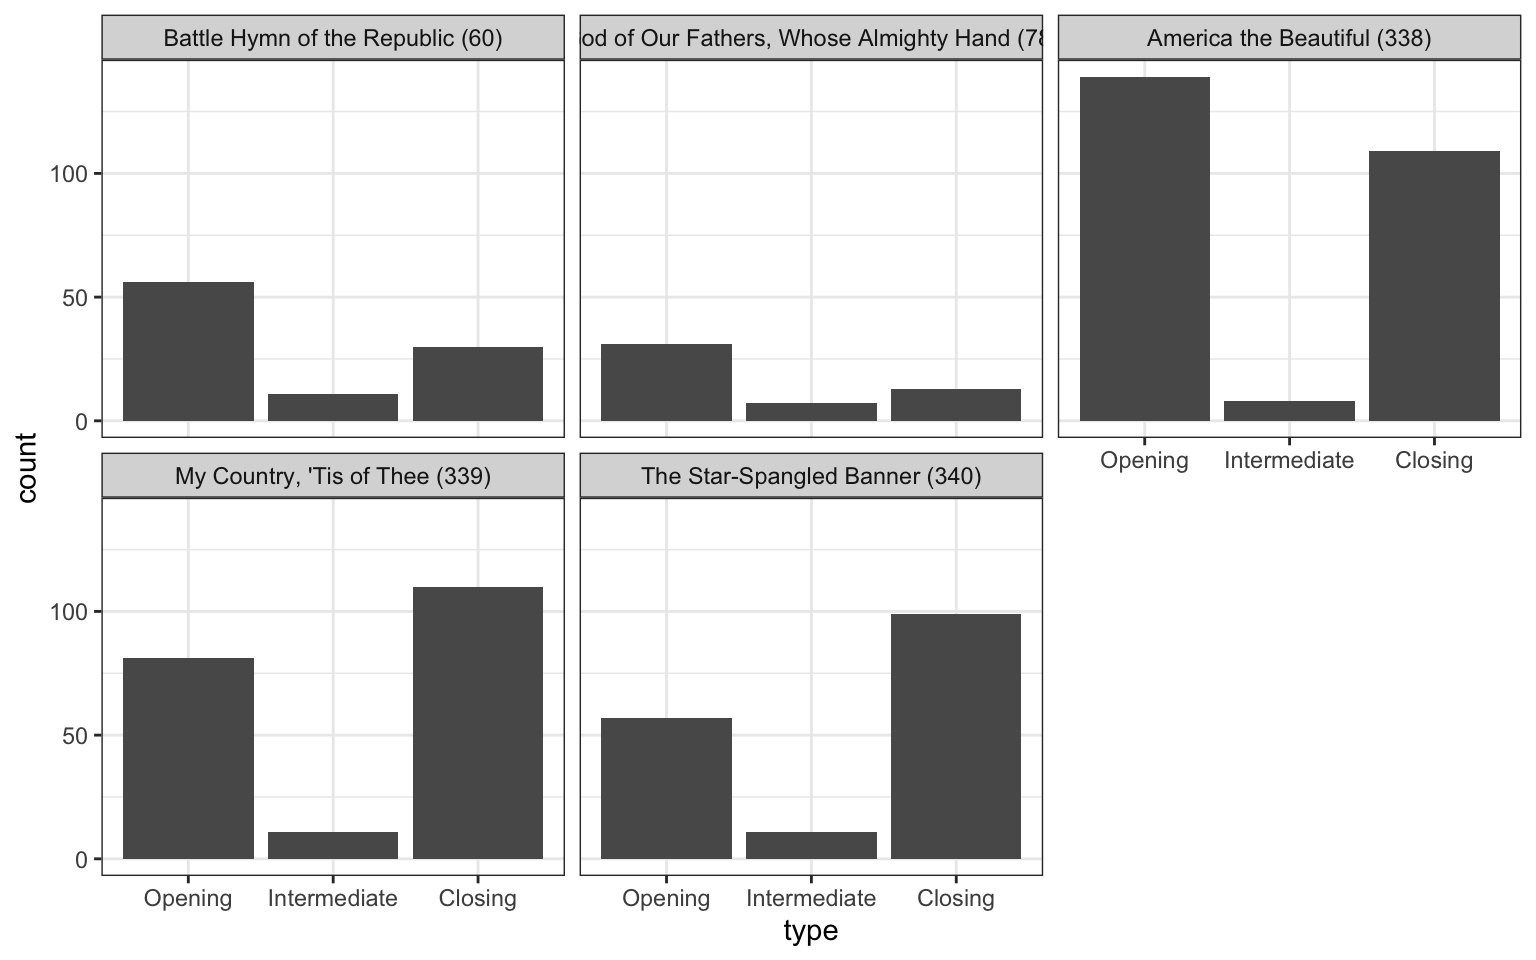 Battle Hymn of the Republic (60)
od of Our Fathers, Whose Almighty Hand (78
America the Beautiful (338)
100
50
0
Opening Intermediate Closing
count
My Country, 'Tis of Thee (339)
The Star-Spangled Banner (340)
100
50
0
Opening Intermediate Closing
Opening Intermediate Closing
type